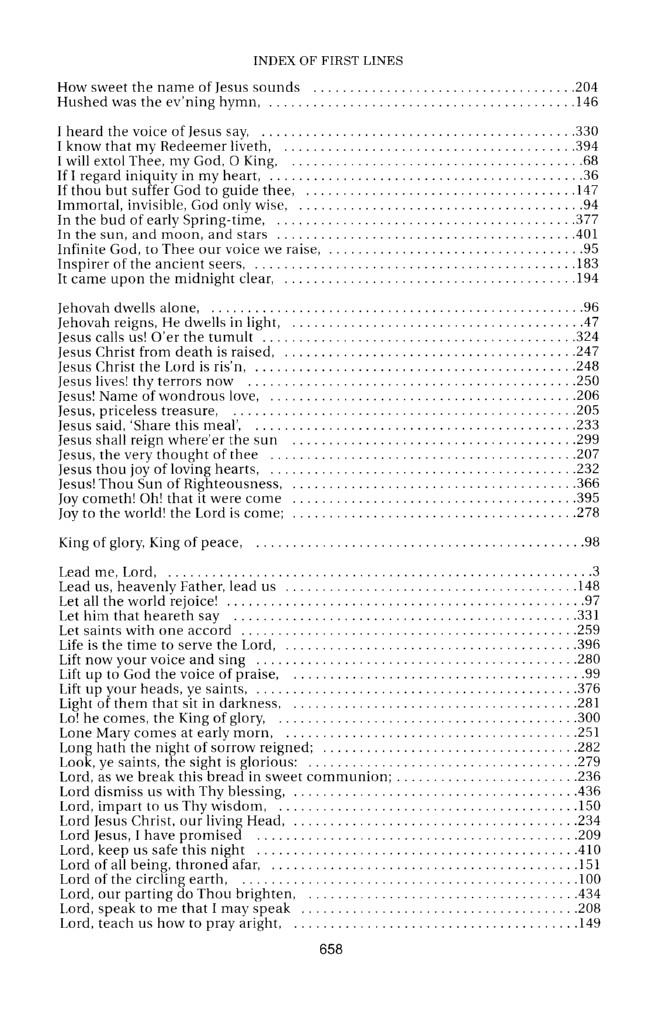 INDEX OF FIRST LINES
How sweet the name of Jesus sounds ....................................204
Hushed was the ev'ning hymn, ..........................................146
I heard the voice of Jesus say, ...........................................330
I know that my Redeemer liveth, ........................................394
I will extol Thee, my God, O King, ........................................68
If I regard iniquity in my heart, ...........................................36
If thou but suffer God to guide thee, .....................................147
Immortal, invisible, God only wise, .......................................94
In the bud of early Spring-time, .........................................377
In the sun, and moon, and stars .........................................401
Infinite God, to Thee our voice we raise, ...................................95
Inspirer of the ancient seers, ............................................183
It came upon the midnight clear, ........................................194
Jehovah dwells alone, ...................................................96
Jehovah reigns, He dwells in light, ........................................47
Jesus calls us! O'er the tumult ...........................................324
Jesus Christ from death is raised, ........................................247
Jesus Christ the Lord is ris'n, ............................................248
Jesus lives! thy terrors now .............................................250
Jesus! Name of wondrous love, ..........................................206
Jesus, priceless treasure, ...............................................205
Jesus said, 'Share this meal', ............................................233
Jesus shall reign where'er the sun .......................................299
Jesus, the very thought of thee ..........................................207
Jesus thou joy of loving hearts, ..........................................232
Jesus! Thou Sun of Righteousness, .......................................366
Joy cometh! Oh! that it were come .......................................395
Joy to the world! the Lord is come; .......................................278
King of glory, King of peace, .............................................98
Lead me, Lord, .........................................................3
Lead us, heavenly Father, lead us ........................................148
Let all the world rejoice! .................................................97
Let him that heareth say ...............................................331
Let saints with one accord ..............................................259
Life is the time to serve the Lord, ........................................396
Lift now your voice and sing ............................................280
Lift up to God the voice of praise, ........................................99
Lift up your heads, ye saints, ............................................376
Light of them that sit in darkness, .......................................281
Lo! he comes, the King of glory, .........................................300
Lone Mary comes at early morn, ........................................251
Long hath the night of sorrow reigned; ...................................282
Look, ye saints, the sight is glorious: .....................................279
Lord, as we break this bread in sweet communion; .........................236
Lord dismiss us with Thy blessing, .......................................436
Lord, impart to us Thy wisdom, .........................................150
Lord Jesus Christ, our living Head, .......................................234
Lord Jesus, I have promised ............................................209
Lord, keep us safe this night ............................................410
Lord of all being, throned afar, ..........................................151
Lord of the circling earth, ..............................................100
Lord, our parting do Thou brighten, .....................................434
Lord, speak to me that I may speak ......................................208
Lord, teach us how to pray aright, .......................................149
658